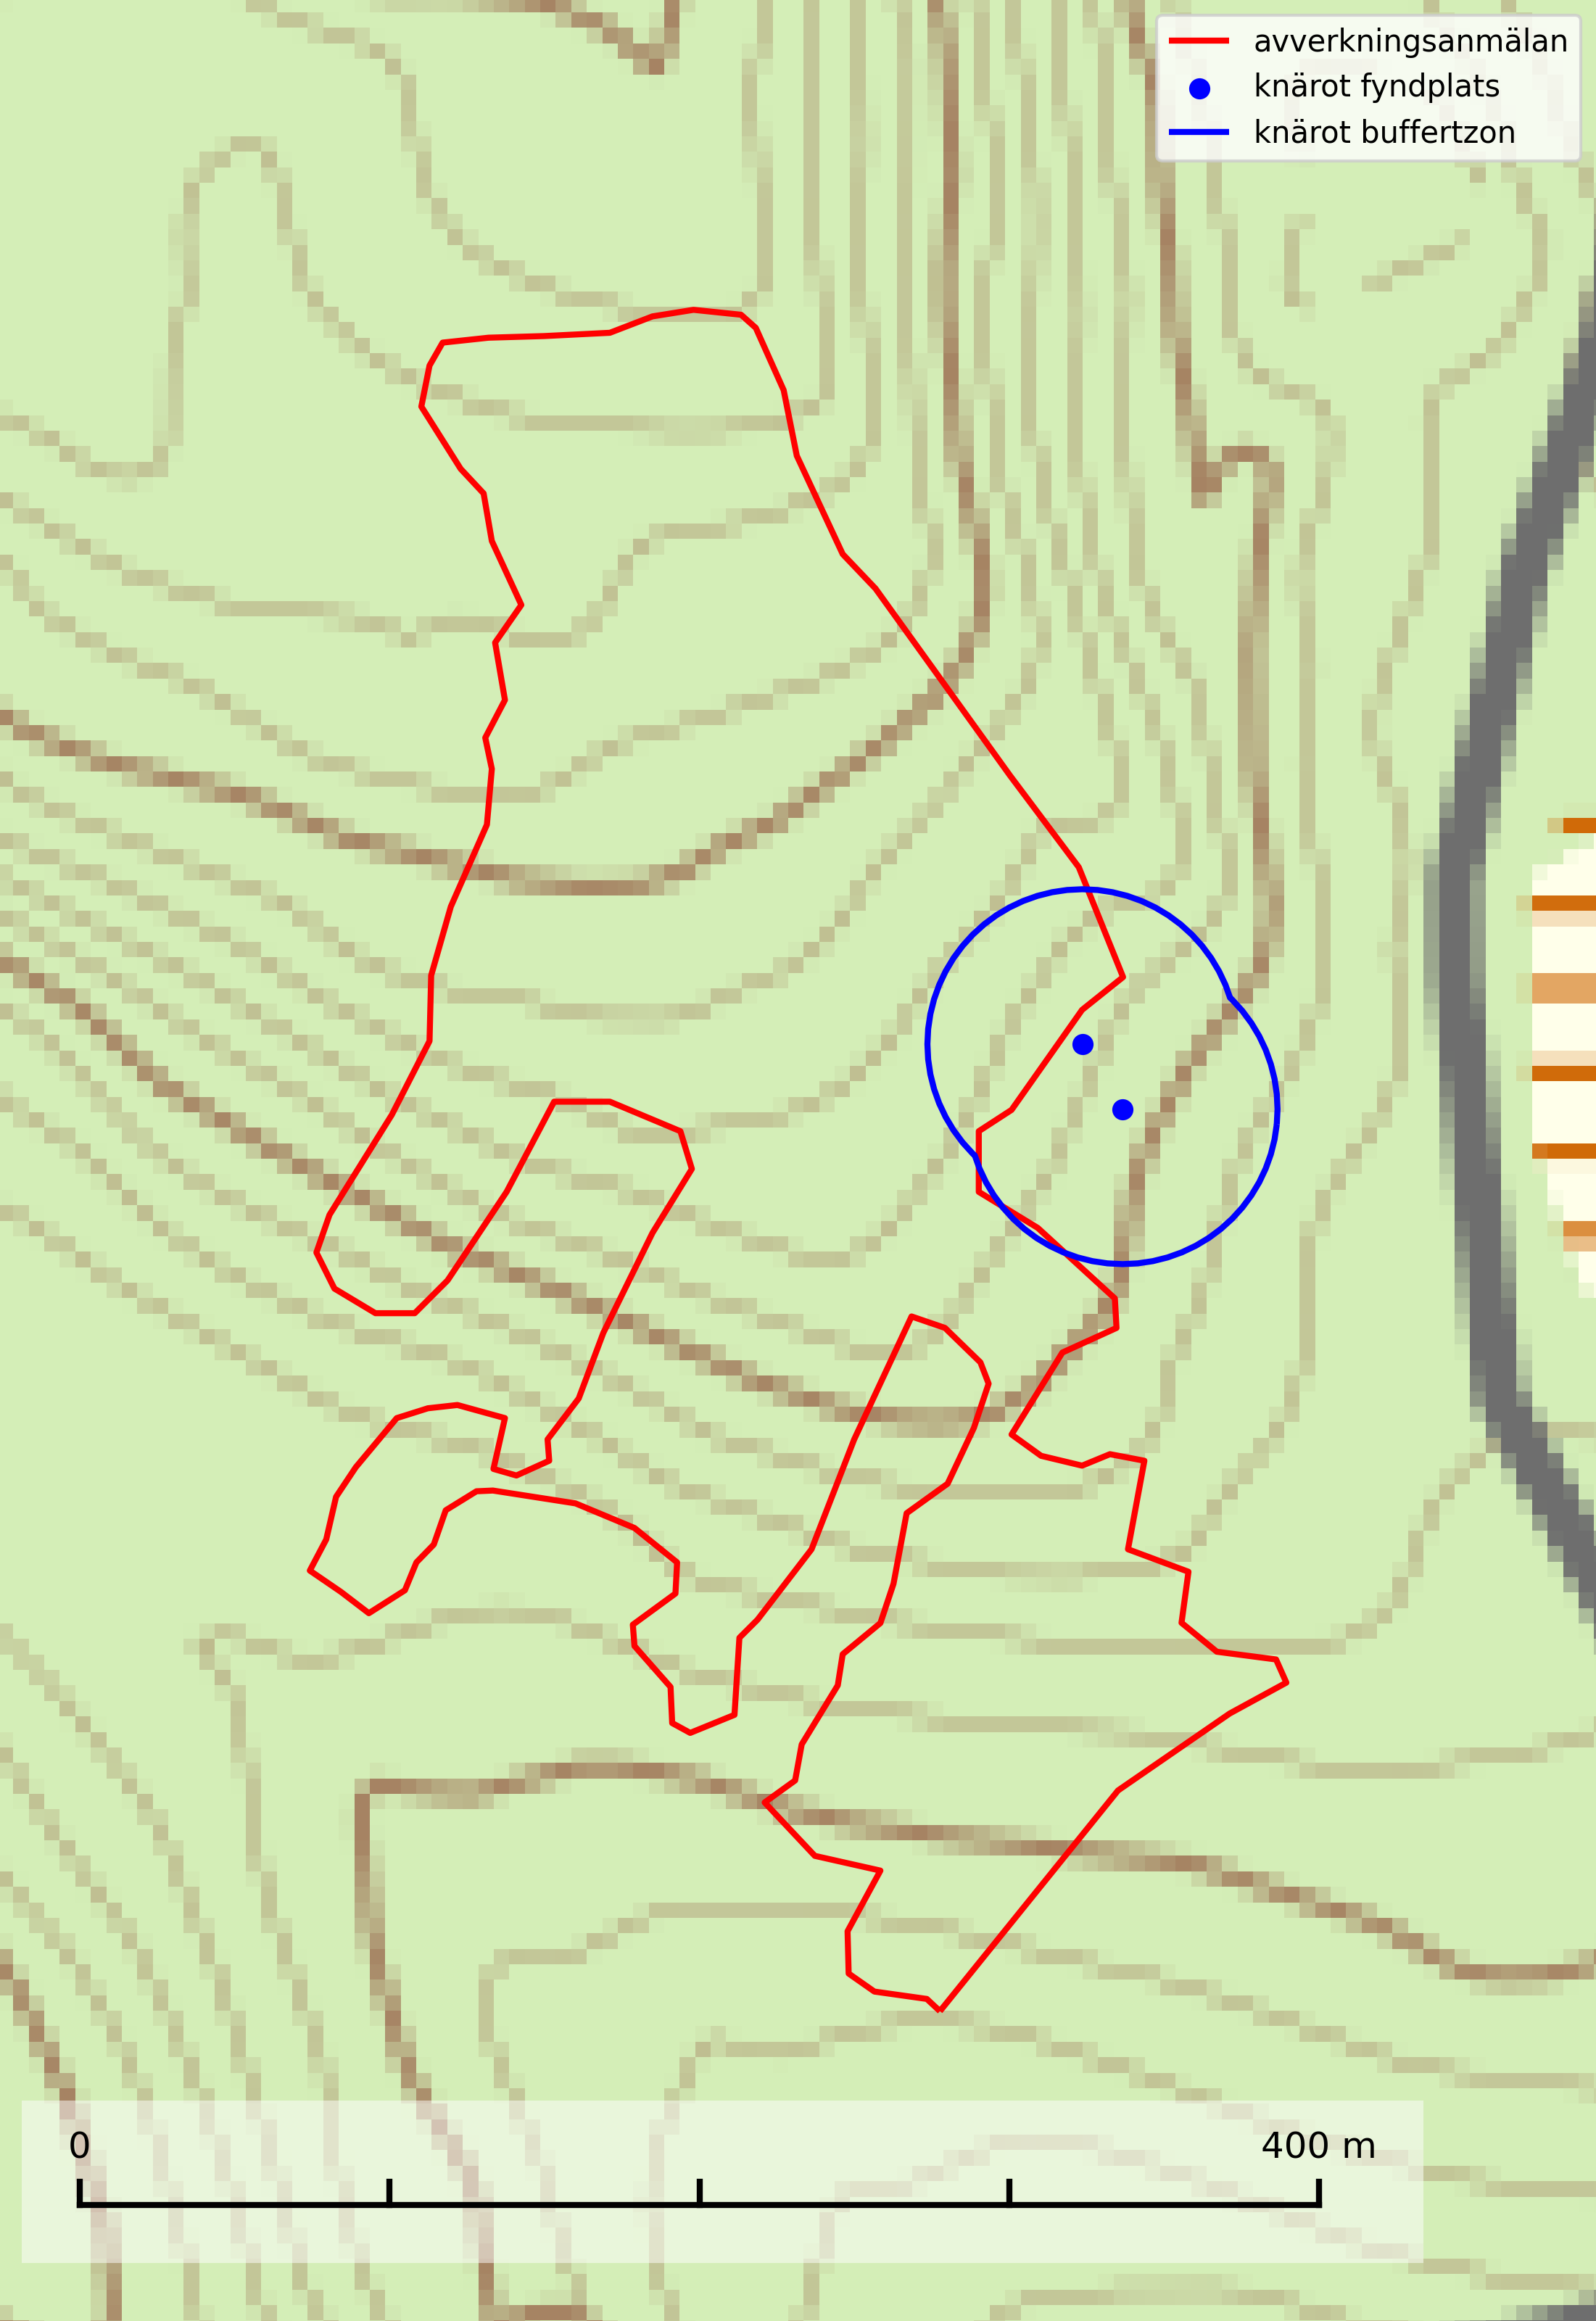 avverkningsanmälan
knärot fyndplats
knärot buffertzon
0 400 m